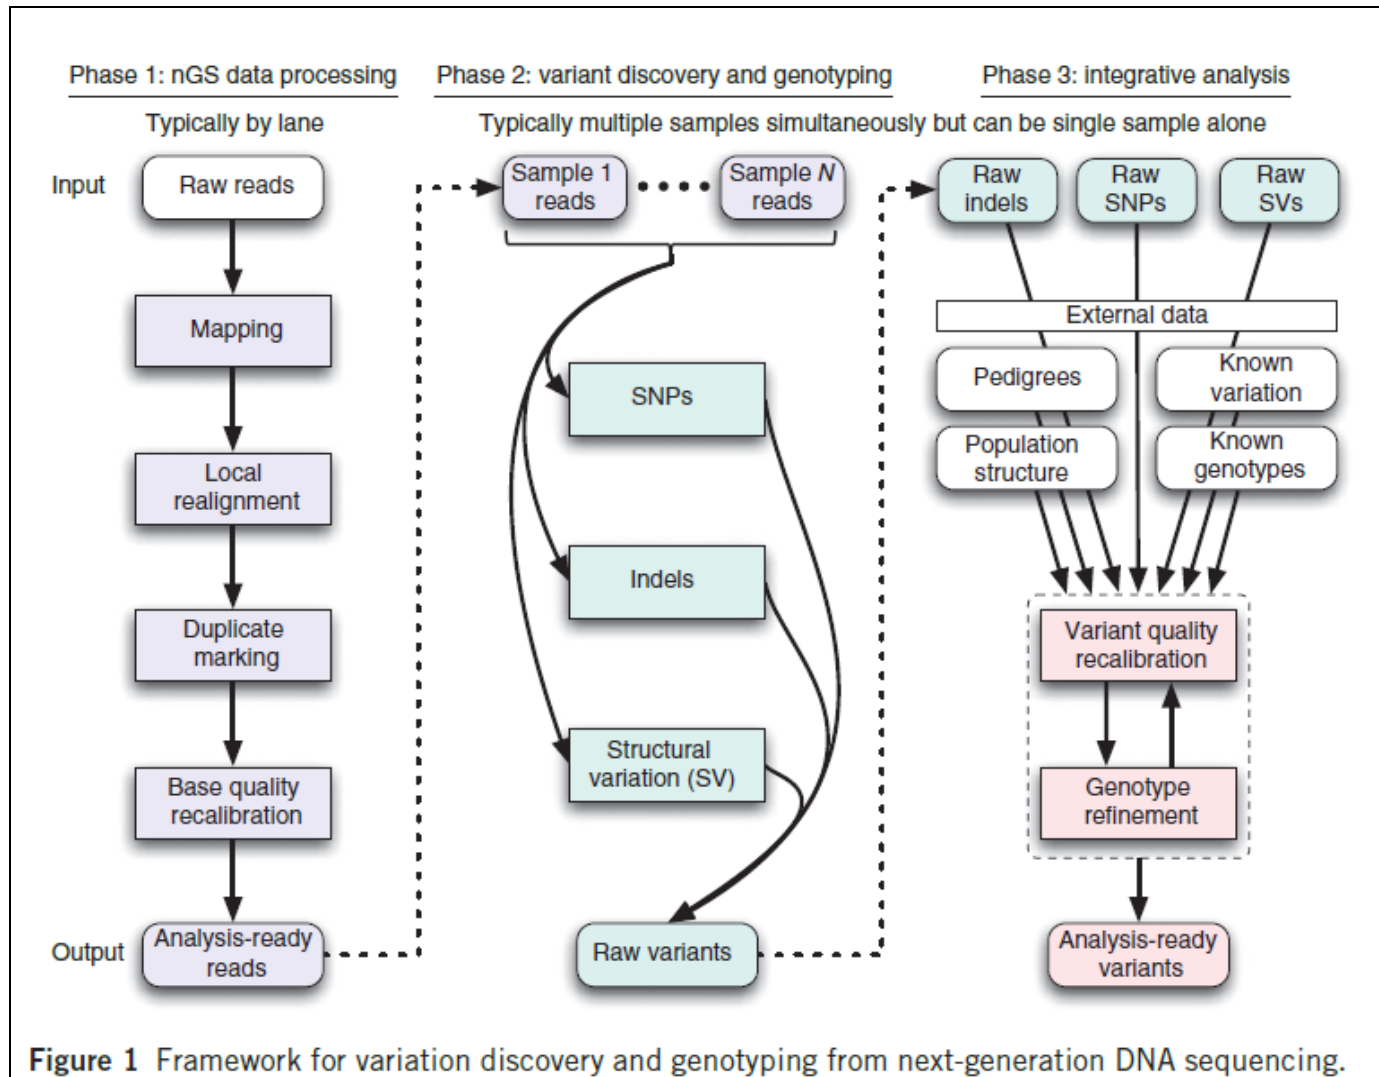 Phase 1: nGS data processing
Typically by lane
Input
Raw reads
Mapping
Local
realignment
Duplicate
marking
Base quality
recalibration
Output
Analysis-ready
reads
Phase 2: variant discovery and genotyping
Typically multiple samples simultaneously but can be single sample alone
Sample 1
reads
Sample N
reads
SNPs
Indels
Structural
variation (SV)
Raw variants
Phase 3: integrative analysis
Raw
indels
Raw
SNPs
Raw
SVs
External data
Pedigrees
Known
variation
Population
structure
Known
genotypes
Variant quality
recalibration
Genotype
refinement
Analysis-ready
variants
Figure 1 Framework for variation discovery and genotyping from next-generation DNA sequencing.